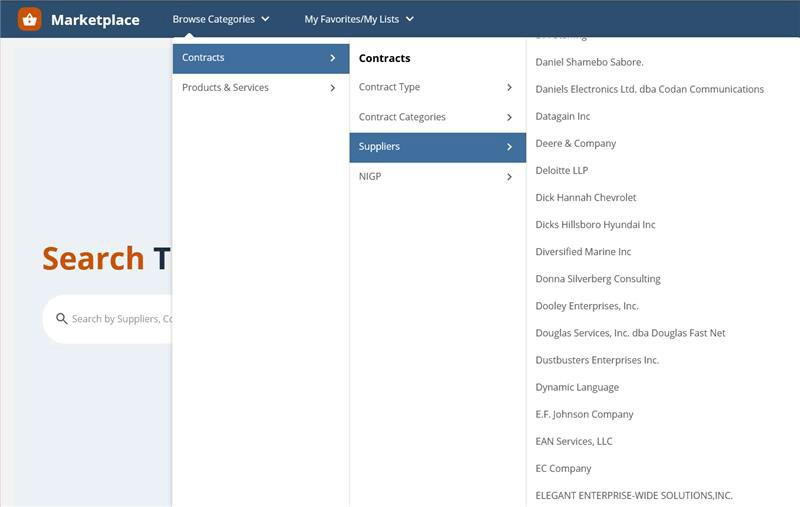 Marketplace
Browse Categories
My Favorites/My Lists
Contracts
Products & Services
Contracts
Contract Type
Contract Categories
Suppliers
NIGP
Search T
Search by Suppliers, Co
Daniel Shamebo Sabore.
Daniels Electronics Ltd. dba Codan Communications
Datagain Inc
Deere & Company
Deloitte LLP
Dick Hannah Chevrolet
Dicks Hillsboro Hyundai Inc
Diversified Marine Inc
Donna Silverberg Consulting
Dooley Enterprises, Inc.
Douglas Services, Inc. dba Douglas Fast Net
Dustbusters Enterprises Inc.
Dynamic Language
E.F. Johnson Company
EAN Services, LLC
EC Company
ELEGANT ENTERPRISE-WIDE SOLUTIONS,INC.